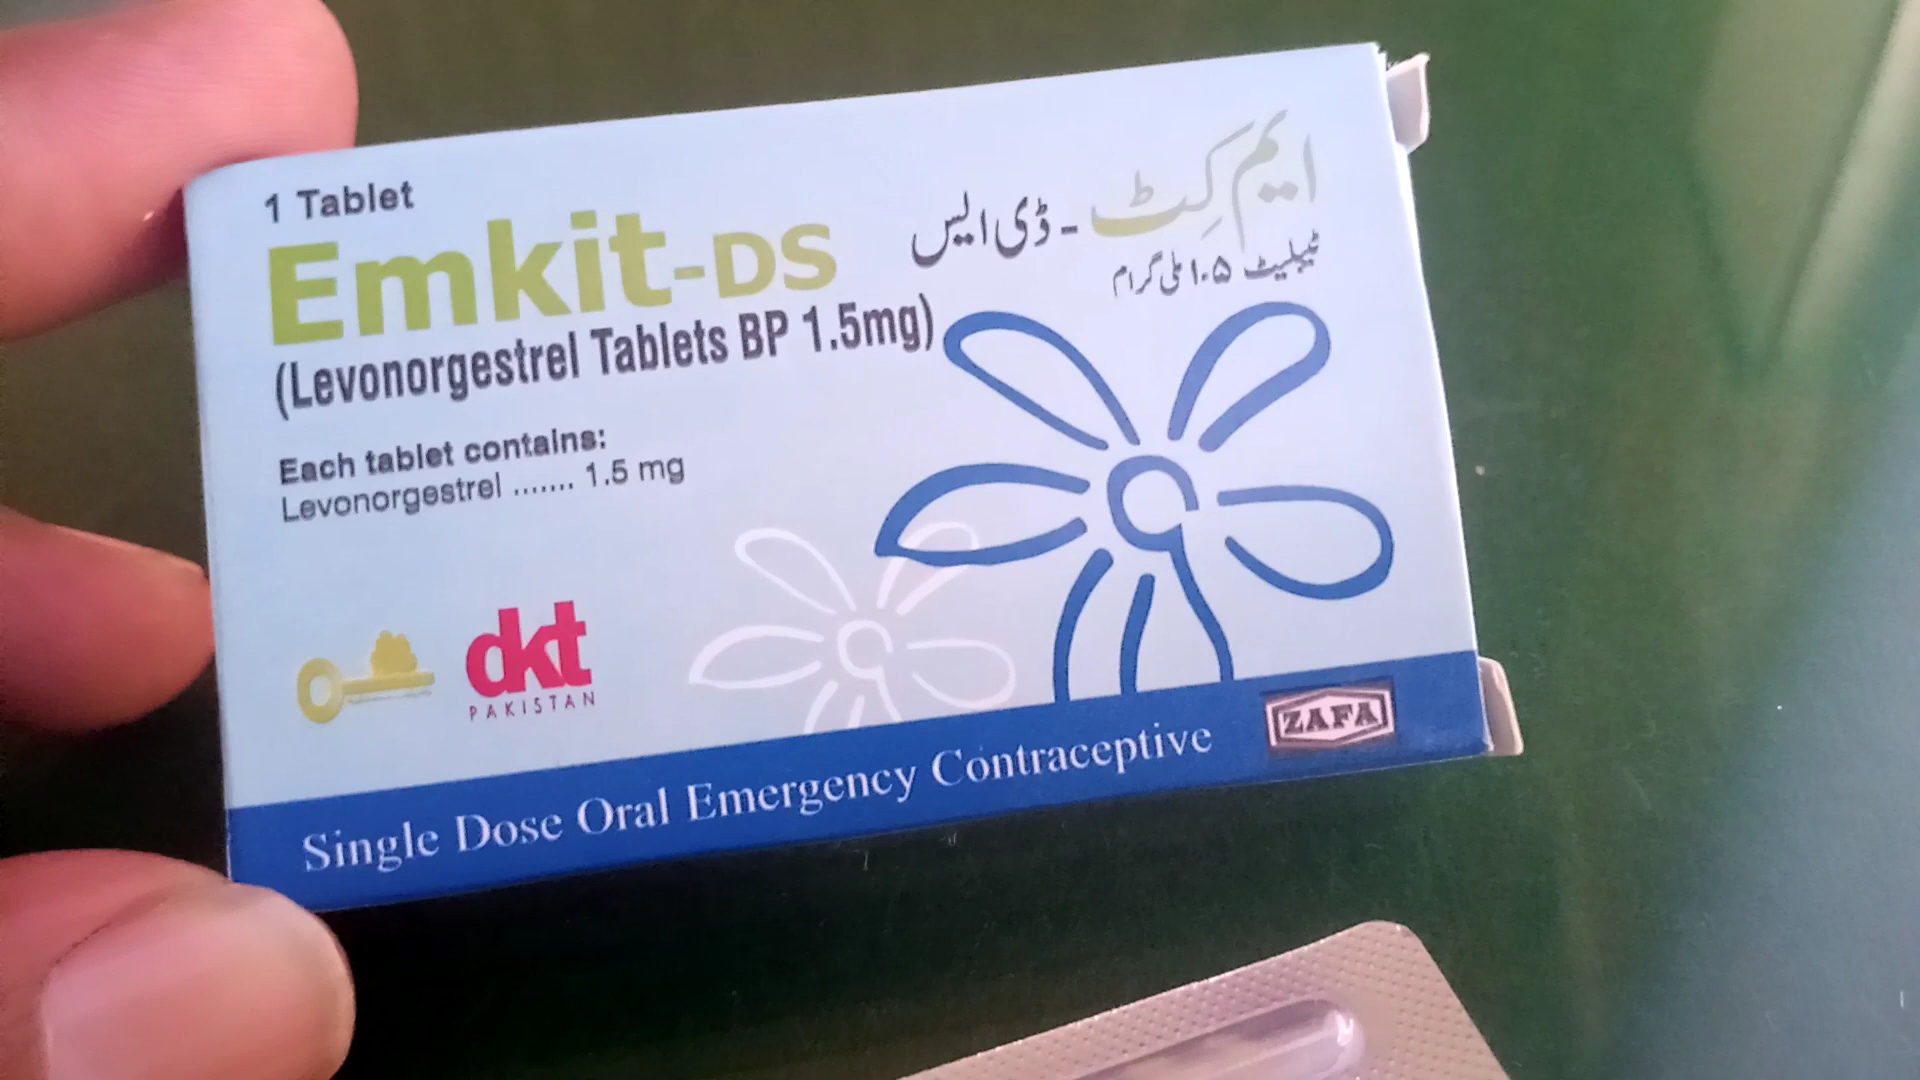 1 Tablet
Emkit-DS
(Levonorgestrel Tablets BP 1.5mg)
ایم کِٹ - ڈی ایس
ٹیبلیٹ ۱۰۵ ملی گرام
Each tablet contains:
Levonorgestrel ....... 1.5 mg
dkt
PAKISTAN
Single Dose Oral Emergency Contraceptive
ZAFA